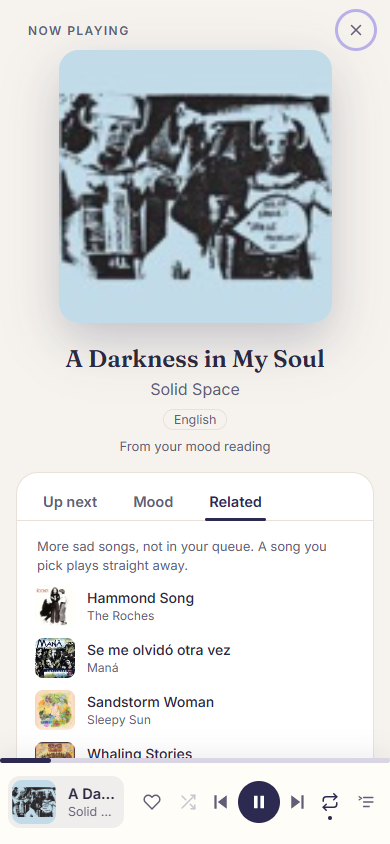 NOW PLAYING
A Darkness in My Soul
Solid Space
English
From your mood reading
Up next
Mood
Related
More sad songs, not in your queue. A song you
pick plays straight away.
Hammond Song
The Roches
MANÁ
Se me olvidó otra vez
Maná
Sandstorm Woman
Sleepy Sun
Whaling Stories
A Da...
Solid ...